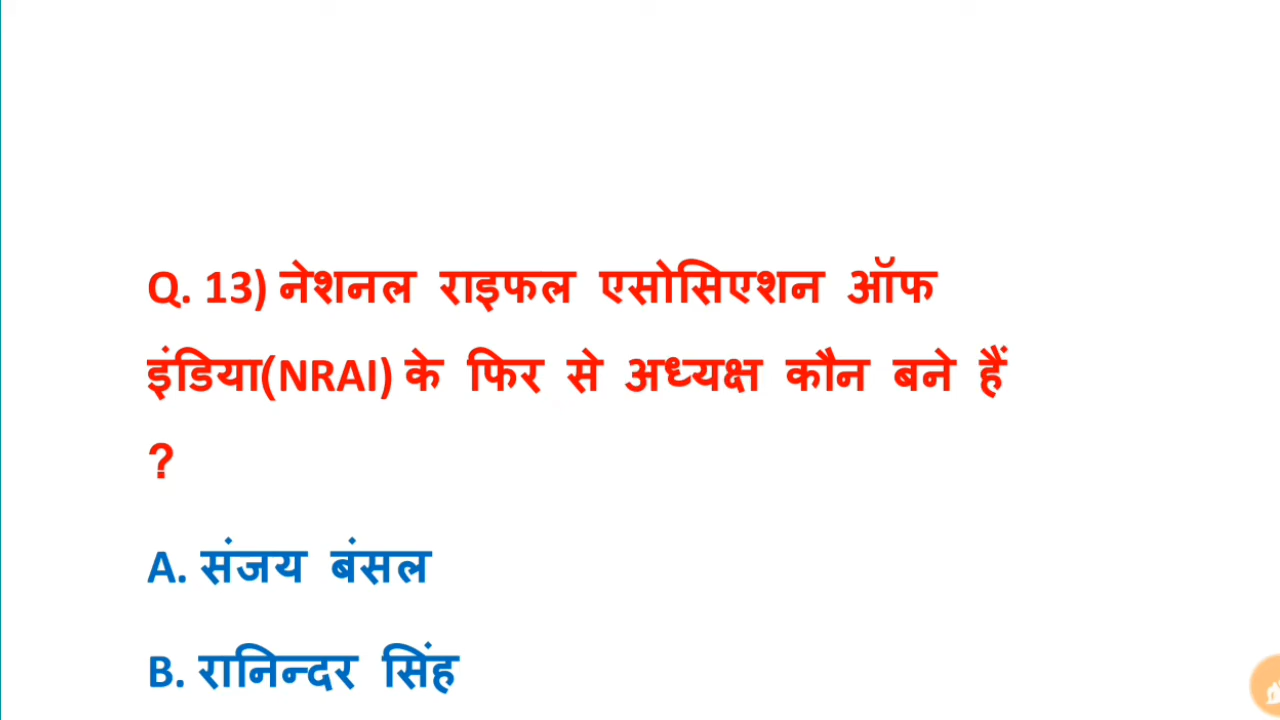 Q. 13) नेशनल राइफल एसोसिएशन ऑफ
इंडिया(NRAI) के फिर से अध्यक्ष कौन बने हैं
?
A. संजय बंसल
B. रानिन्दर सिंह